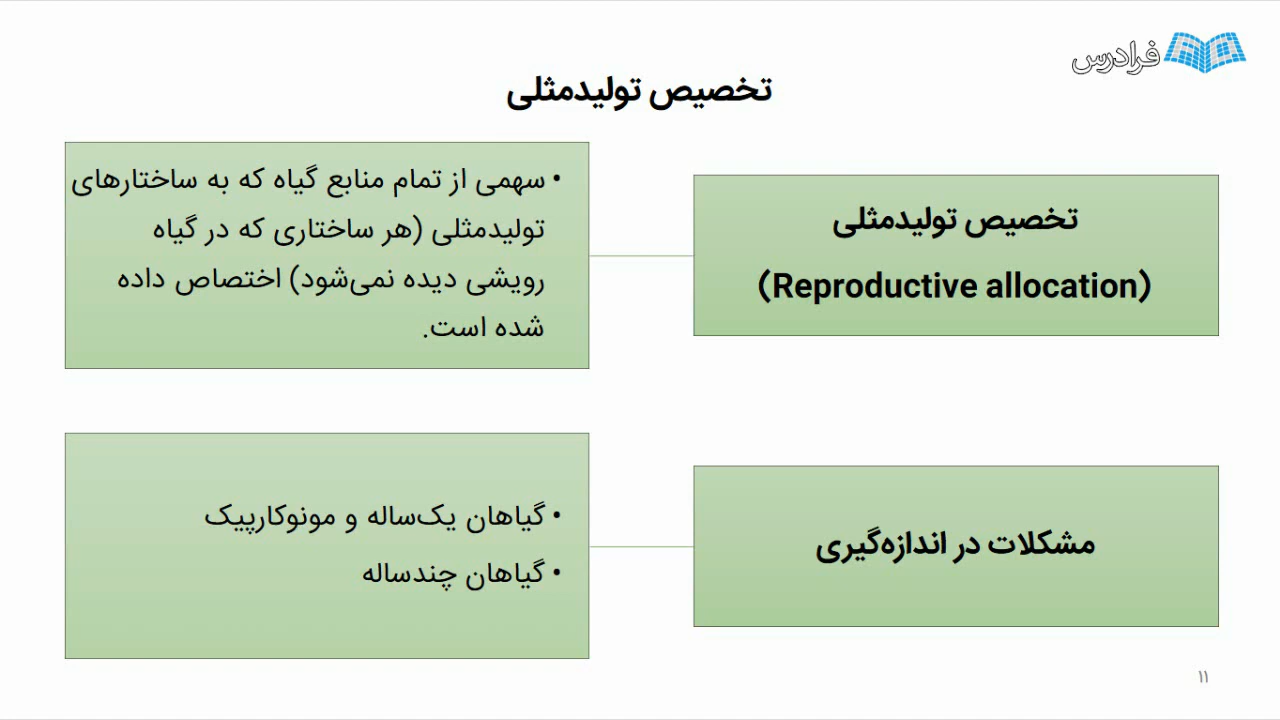 فرادرس
تخصیص تولیدمثلی
تخصیص تولیدمثلی
(Reproductive allocation)
• سهمی از تمام منابع گیاه که به ساختارهای
تولیدمثلی (هر ساختاری که در گیاه
رویشی دیده نمی‌شود) اختصاص داده
شده است.
مشکلات در اندازه‌گیری
• گیاهان یک‌ساله و مونوکارپیک
• گیاهان چندساله
۱۱